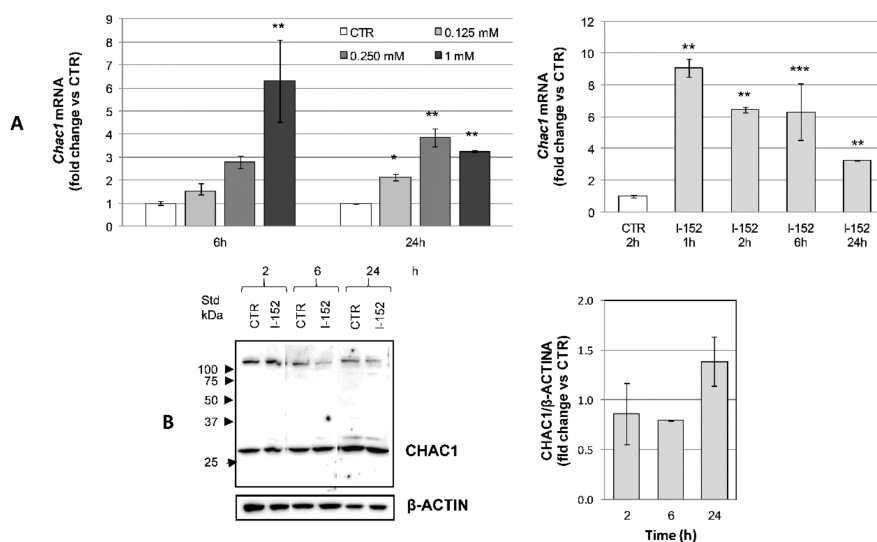 A
Chac1 mRNA
(fold change vs CTR)
9
8
7
6
5
4
3
2
1
0
CTR
0.125 mM
0.250 mM
1 mM
**
*
**
**
6h
24h
Chac1 mRNA
(fold change vs CTR)
12
10
8
6
4
2
0
**
**
***
**
CTR
2h
I-152
1h
I-152
2h
I-152
6h
I-152
24h
B
2
6
24
h
Std
kDa
CTR
I-152
CTR
I-152
CTR
I-152
100
75
50
37
25
CHAC1
β-ACTIN
CHAC1/β-ACTINA
(fld change vs CTR)
2.0
1.5
1.0
0.5
0.0
2
6
24
Time (h)